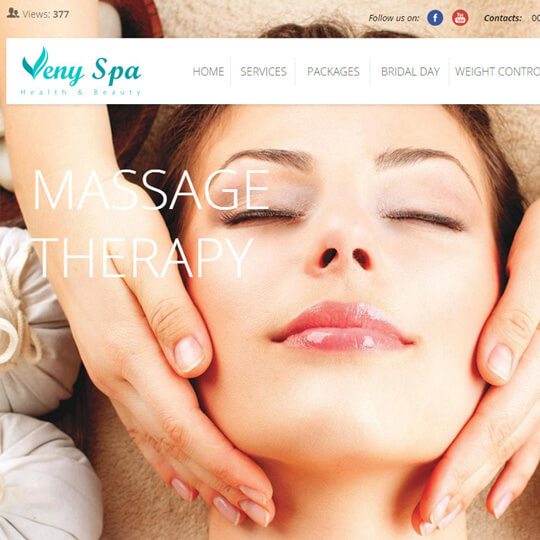 Views: 377
Follow us on: Contacts: 00
You Tube
Veny Spa
Health & Beauty
HOME SERVICES PACKAGES BRIDAL DAY WEIGHT CONTRO
MASSAGE
THERAPY